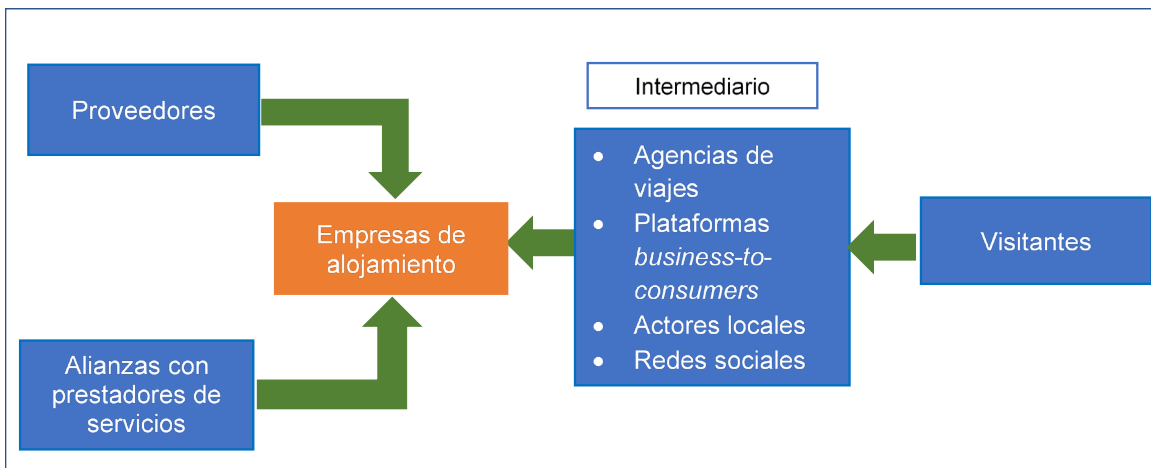 Proveedores
Intermediario
• Agencias de
viajes
• Plataformas
business-to-
consumers
• Actores locales
• Redes sociales
Empresas de
alojamiento
Visitantes
Alianzas con
prestadores de
servicios